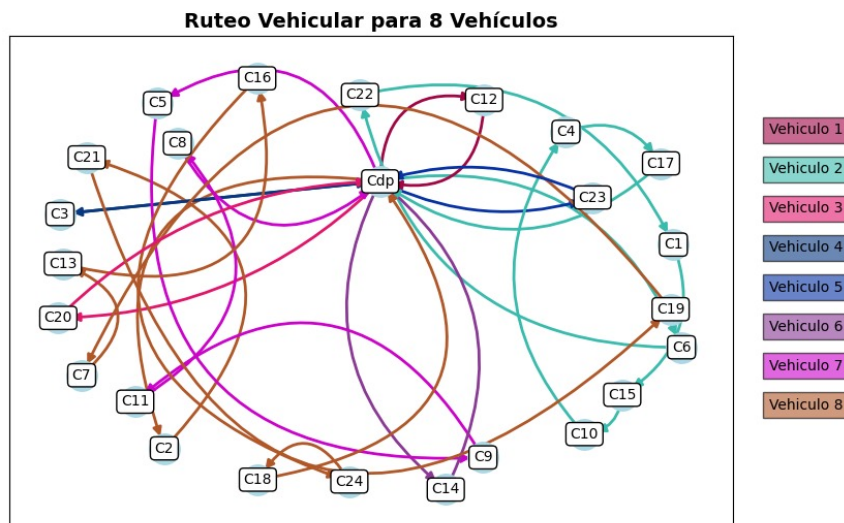 Ruteo Vehicular para 8 Vehículos
C16
C5
C22
C12
C4
C8
C21
C17
Cdp
C23
C3
C1
C13
C19
C20
C6
C7
C15
C11
C10
C2
C9
C18
C24
C14
Vehiculo 1
Vehiculo 2
Vehiculo 3
Vehiculo 4
Vehiculo 5
Vehiculo 6
Vehiculo 7
Vehiculo 8